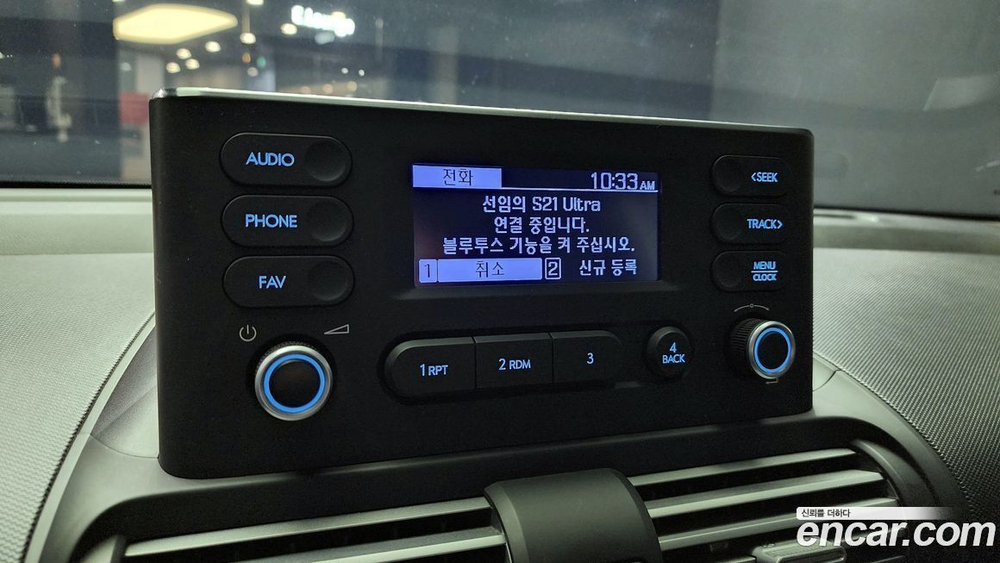 AUDIO
PHONE
FAV
전화 10:33 AM
선임의 S21 Ultra
연결 중입니다.
블루투스 기능을 켜 주십시오.
1 취소 2 신규 등록
<SEEK
TRACK>
MENU
CLOCK
1 RPT
2 RDM
3
4
BACK
신뢰를 더하다
encar.com